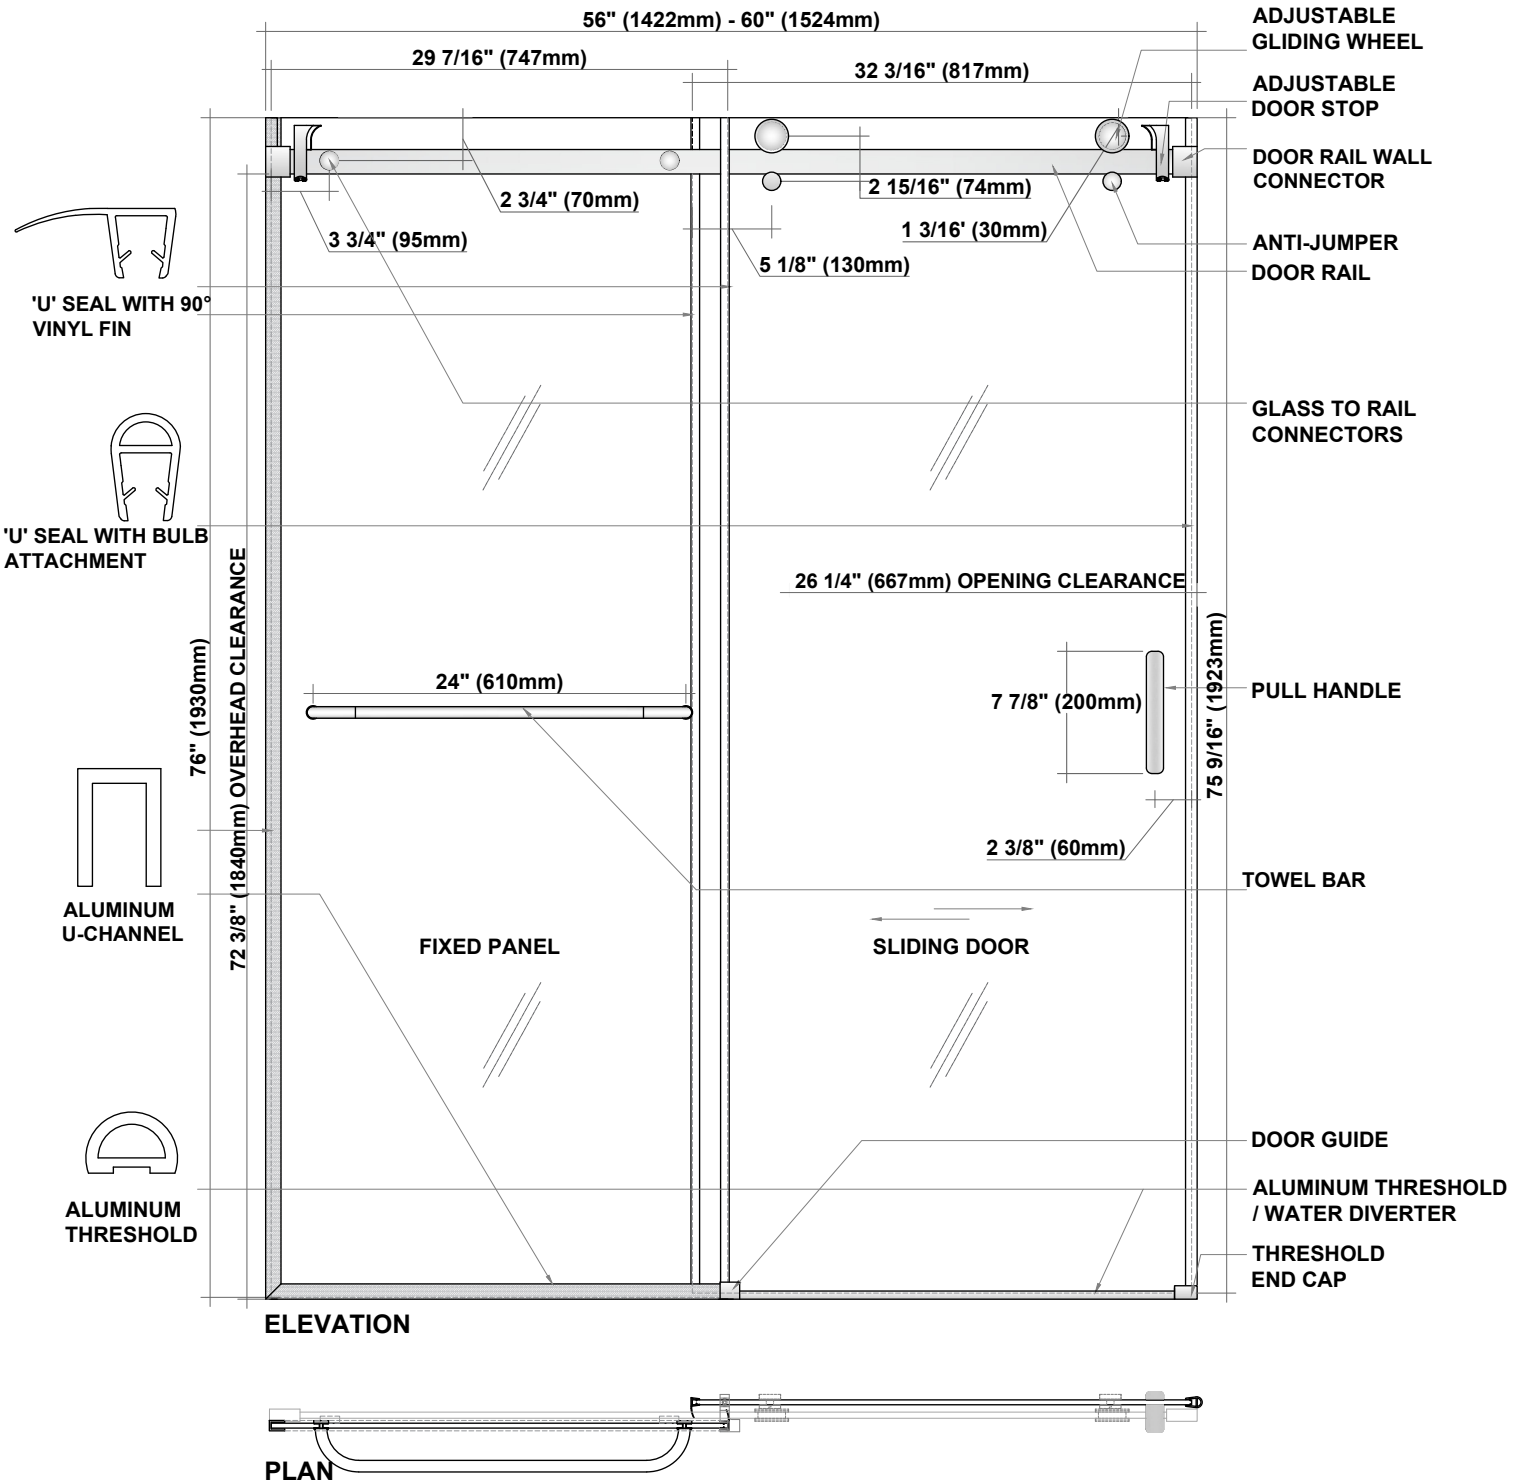 56" (1422mm) - 60" (1524mm)
29 7/16" (747mm)
32 3/16" (817mm)
ADJUSTABLE
GLIDING WHEEL
ADJUSTABLE
DOOR STOP
DOOR RAIL WALL
CONNECTOR
2 3/4" (70mm)
2 15/16" (74mm)
3 3/4" (95mm)
1 3/16' (30mm)
5 1/8" (130mm)
ANTI-JUMPER
DOOR RAIL
'U' SEAL WITH 90°
VINYL FIN
GLASS TO RAIL
CONNECTORS
'U' SEAL WITH BULB
ATTACHMENT
26 1/4" (667mm) OPENING CLEARANCE
76" (1930mm)
72 3/8" (1840mm) OVERHEAD CLEARANCE
24" (610mm)
7 7/8" (200mm)
75 9/16" (1923mm)
PULL HANDLE
2 3/8" (60mm)
TOWEL BAR
ALUMINUM
U-CHANNEL
FIXED PANEL
SLIDING DOOR
DOOR GUIDE
ALUMINUM THRESHOLD
/ WATER DIVERTER
ALUMINUM
THRESHOLD
THRESHOLD
END CAP
ELEVATION
PLAN